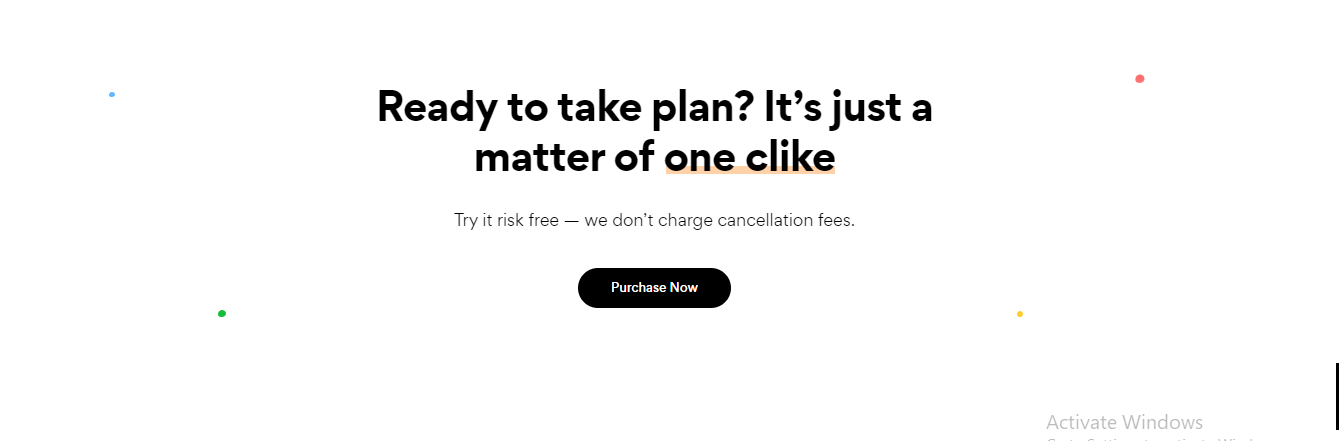 Ready to take plan? It’s just a
matter of one clike
Try it risk free — we don’t charge cancellation fees.
Purchase Now
Activate Windows